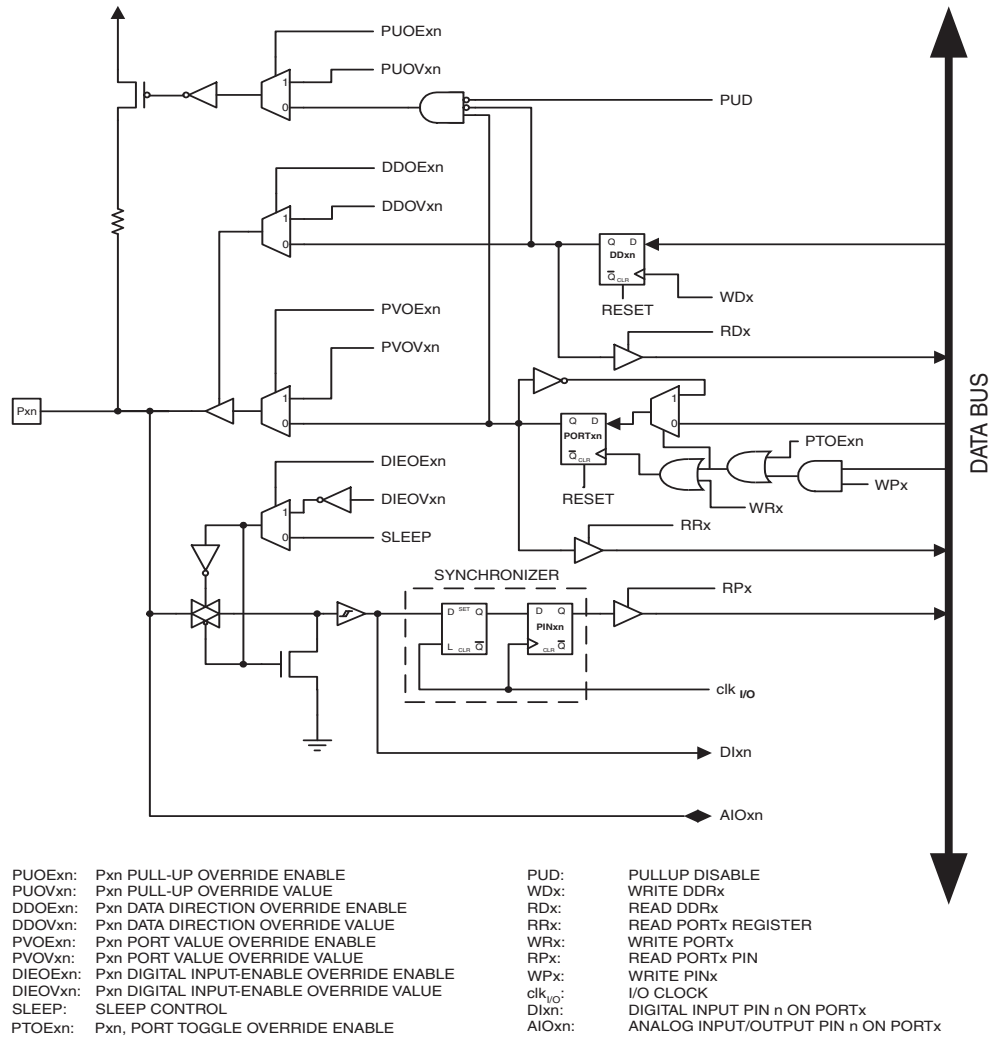 PUOExn
PUOVxn
1
0
PUD
DDOExn
DDOVxn
1
0
Q D
DDxn
Q CLR
WDx
RESET
PVOExn
RDx
PVOVxn
Pxn
1
0
1
0
Q D
PORTxn
Q CLR
PTOExn
DIEOExn
WPx
RESET
WRx
DIEOVxn
1
0
SLEEP
RRx
SYNCHRONIZER
RPx
D SET Q
L CLR Q
D Q
PINxn
CLR Q
clk I/O
DIxn
AIOxn
DATA BUS
PUOExn: Pxn PULL-UP OVERRIDE ENABLE
PUOVxn: Pxn PULL-UP OVERRIDE VALUE
DDOExn: Pxn DATA DIRECTION OVERRIDE ENABLE
DDOVxn: Pxn DATA DIRECTION OVERRIDE VALUE
PVOExn: Pxn PORT VALUE OVERRIDE ENABLE
PVOVxn: Pxn PORT VALUE OVERRIDE VALUE
DIEOExn: Pxn DIGITAL INPUT-ENABLE OVERRIDE ENABLE
DIEOVxn: Pxn DIGITAL INPUT-ENABLE OVERRIDE VALUE
SLEEP: SLEEP CONTROL
PTOExn: Pxn, PORT TOGGLE OVERRIDE ENABLE
PUD: PULLUP DISABLE
WDx: WRITE DDRx
RDx: READ DDRx
RRx: READ PORTx REGISTER
WRx: WRITE PORTx
RPx: READ PORTx PIN
WPx: WRITE PINx
clkI/O: I/O CLOCK
DIxn: DIGITAL INPUT PIN n ON PORTx
AIOxn: ANALOG INPUT/OUTPUT PIN n ON PORTx